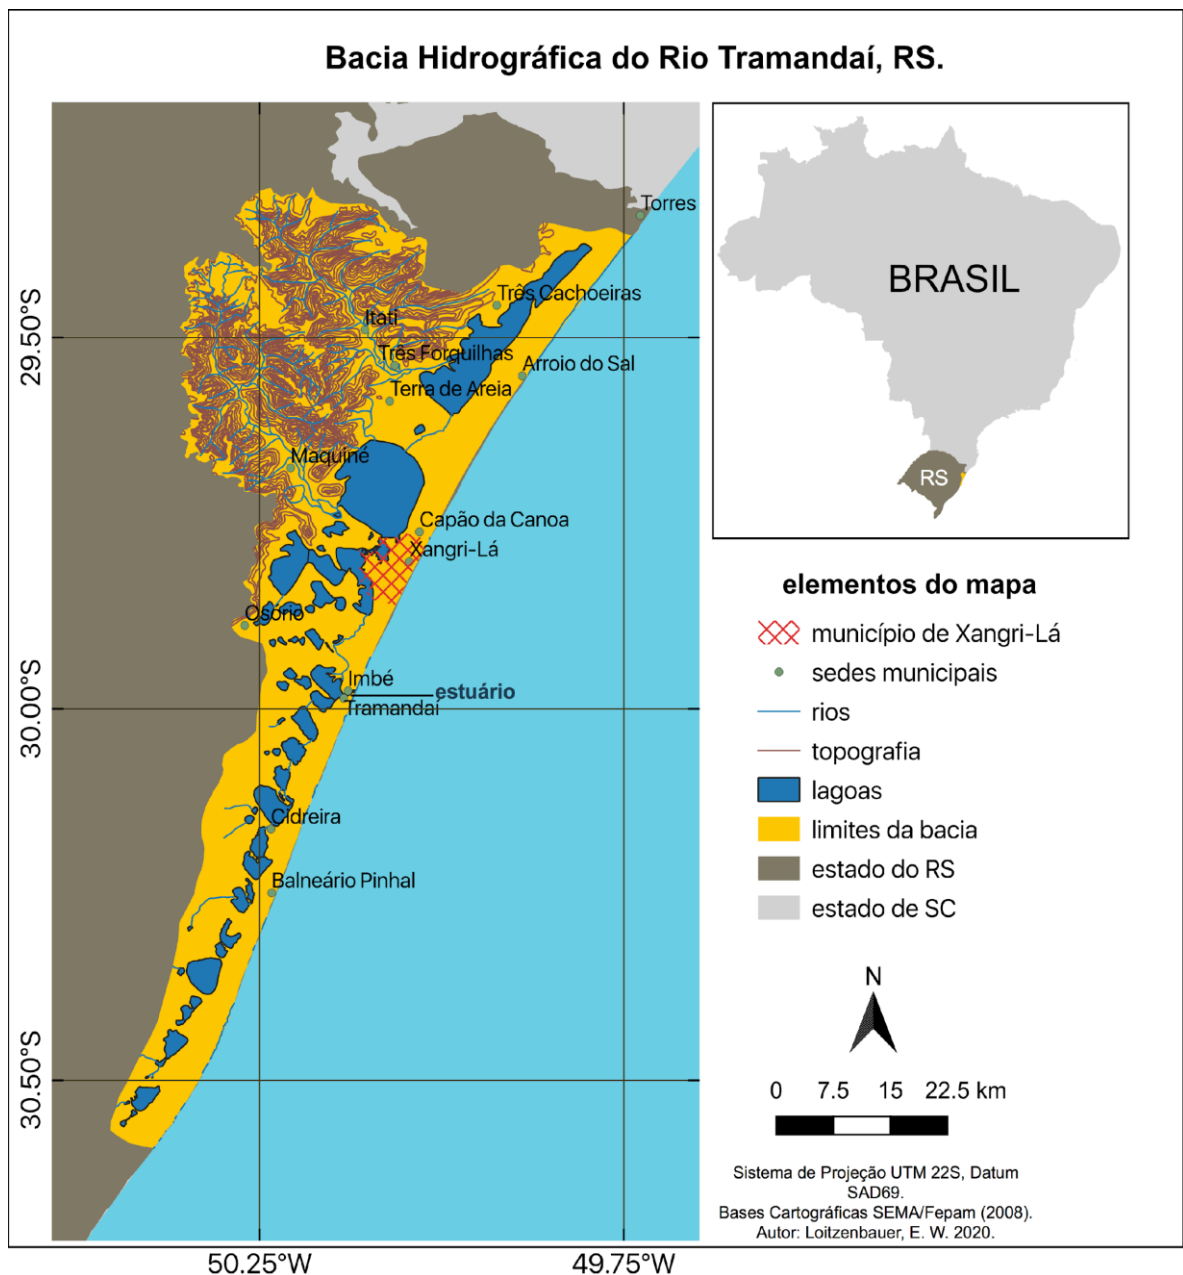 Bacia Hidrográfica do Rio Tramandaí, RS.
Torres
Três Cachoeiras
Itati
Três Forquilhas
Arroio do Sal
Terra de Areia
Maquiné
Capão da Canoa
Xangri-Lá
Osório
Imbé
estuário
Tramandaí
Cidreira
Balneário Pinhal
29.50°S
30.00°S
30.50°S
50.25°W
49.75°W
BRASIL
RS
elementos do mapa
município de Xangri-Lá
sedes municipais
rios
topografia
lagoas
limites da bacia
estado do RS
estado de SC
N
0 7.5 15 22.5 km
Sistema de Projeção UTM 22S, Datum
SAD69.
Bases Cartográficas SEMA/Fepam (2008).
Autor: Loitzenbauer, E. W. 2020.